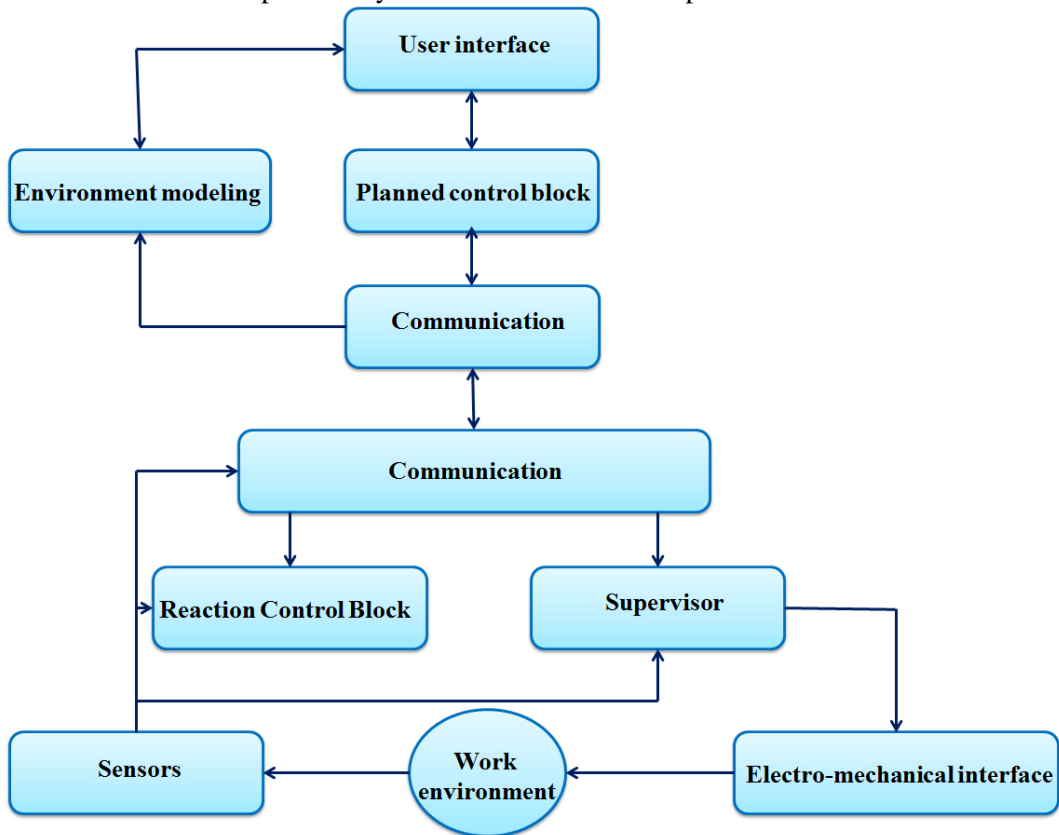 User interface
Environment modeling
Planned control block
Communication
Communication
Reaction Control Block
Supervisor
Sensors
Work
environment
Electro-mechanical interface